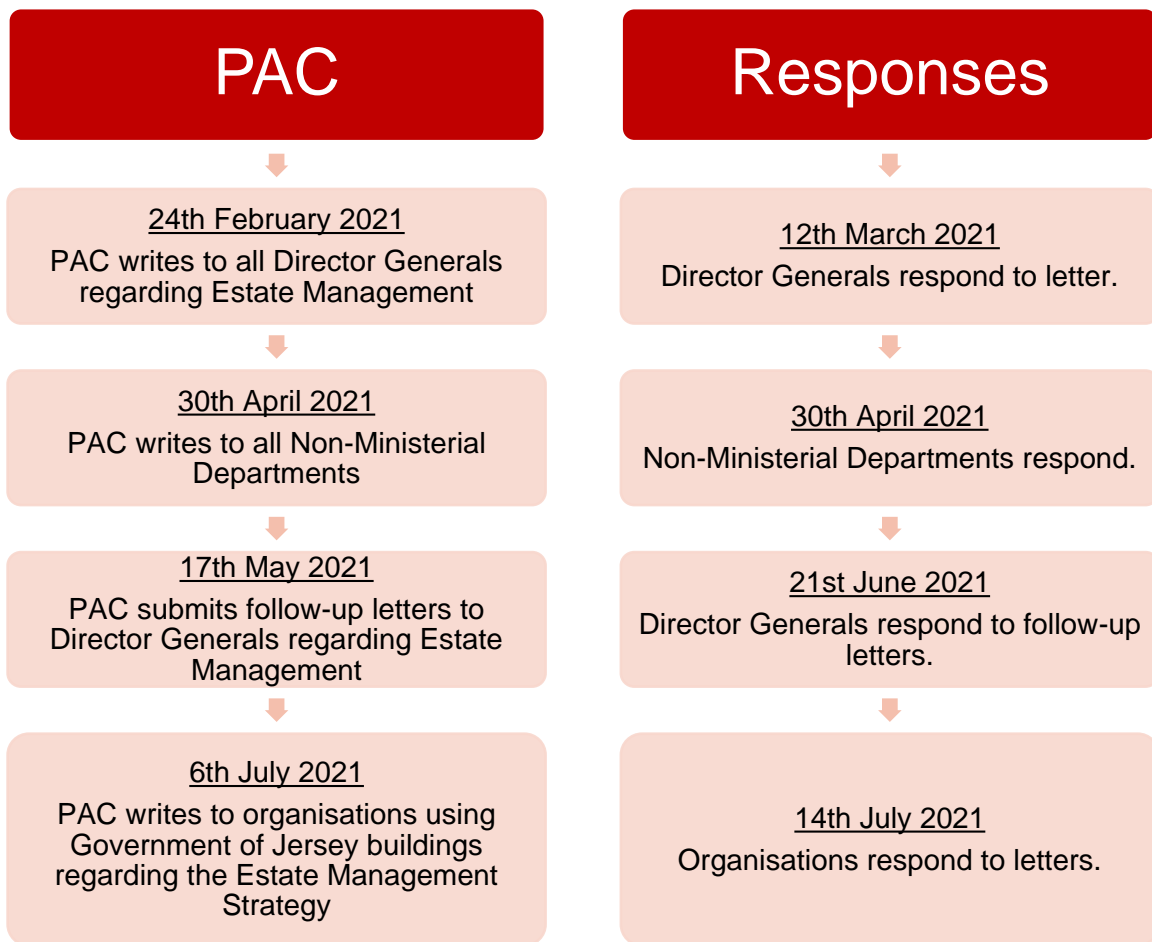 PAC
24th February 2021
PAC writes to all Director Generals
regarding Estate Management
30th April 2021
PAC writes to all Non-Ministerial
Departments
17th May 2021
PAC submits follow-up letters to
Director Generals regarding Estate
Management
6th July 2021
PAC writes to organisations using
Government of Jersey buildings
regarding the Estate Management
Strategy
Responses
12th March 2021
Director Generals respond to letter.
30th April 2021
Non-Ministerial Departments respond.
21st June 2021
Director Generals respond to follow-up
letters.
14th July 2021
Organisations respond to letters.